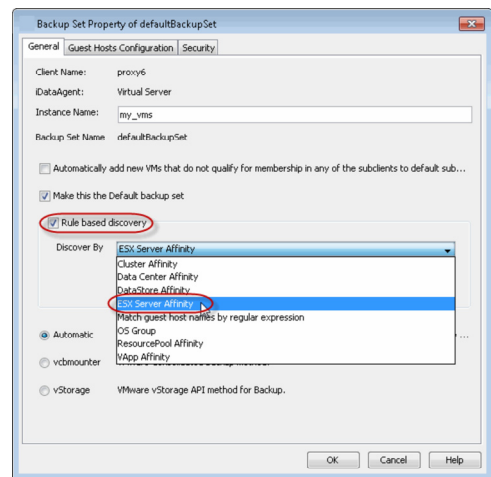 Backup Set Property of defaultBackupSet
General Guest Hosts Configuration Security
Client Name: proxy6
iDataAgent: Virtual Server
Instance Name: my_vms
Backup Set Name defaultBackupSet
Automatically add new VMs that do not qualify for membership in any of the subclients to default sub...
Make this the Default backup set
Rule based discovery
Discover By ESX Server Affinity
Cluster Affinity
Data Center Affinity
DataStore Affinity
ESX Server Affinity
Match guest host names by regular expression
OS Group
ResourcePool Affinity
VApp Affinity
Automatic ...
vcbmounter
vStorage VMware vStorage API method for Backup.
OK Cancel Help